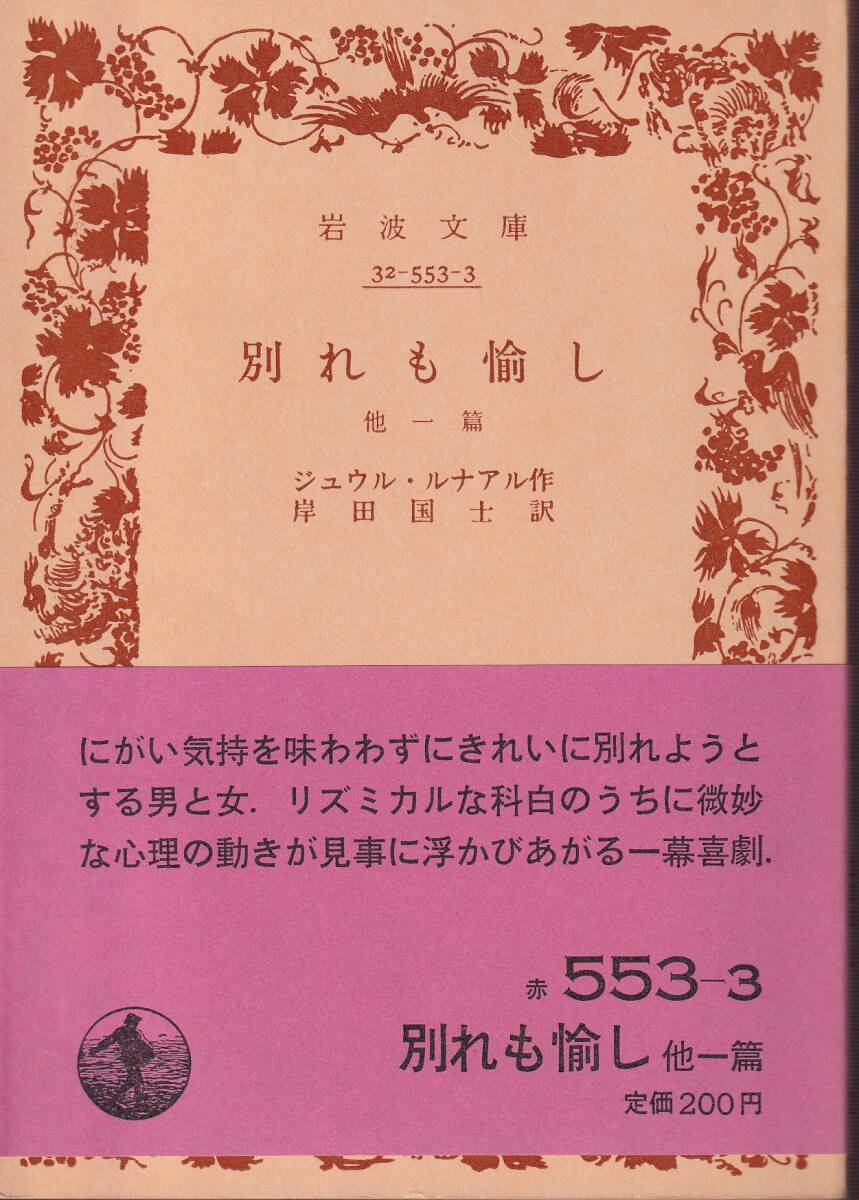 岩波文庫
32-553-3
別れも愉し
他一篇
ジュウル・ルナアル作
岸田国士訳
にがい気持を味わわずにきれいに別れようと
する男と女．リズミカルな科白のうちに微妙
な心理の動きが見事に浮かびあがる一幕喜劇．
赤 553-3
別れも愉し 他一篇
定価200円